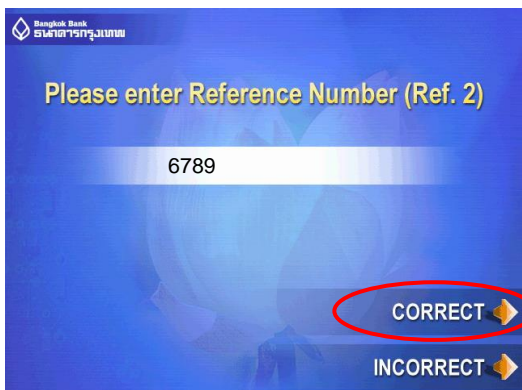 Bangkok Bank
ธนาคารกรุงเทพ
Please enter Reference Number (Ref. 2)
6789
CORRECT
INCORRECT